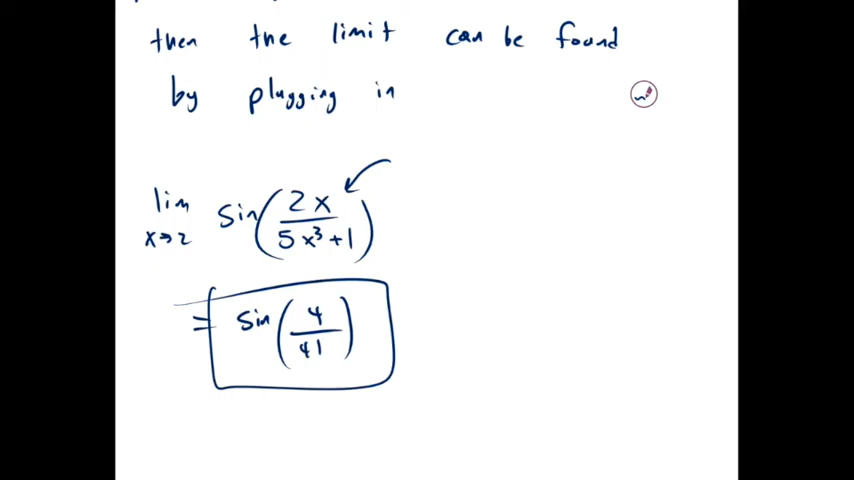 then the limit can be found
by plugging in
lim x→2 sin(2x/(5x³+1))
= sin(4/41)